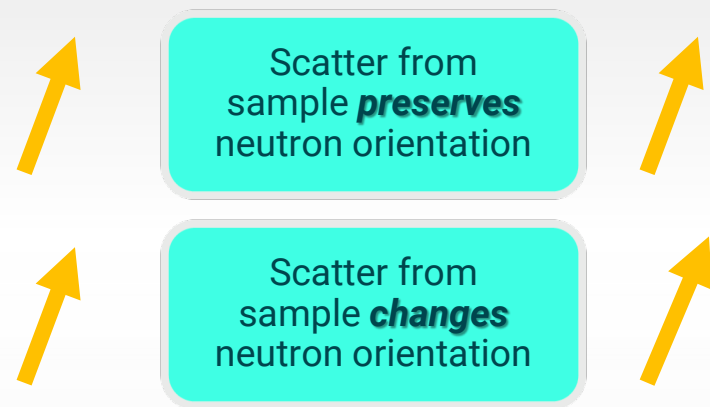 Scatter from
sample preserves
neutron orientation
Scatter from
sample changes
neutron orientation